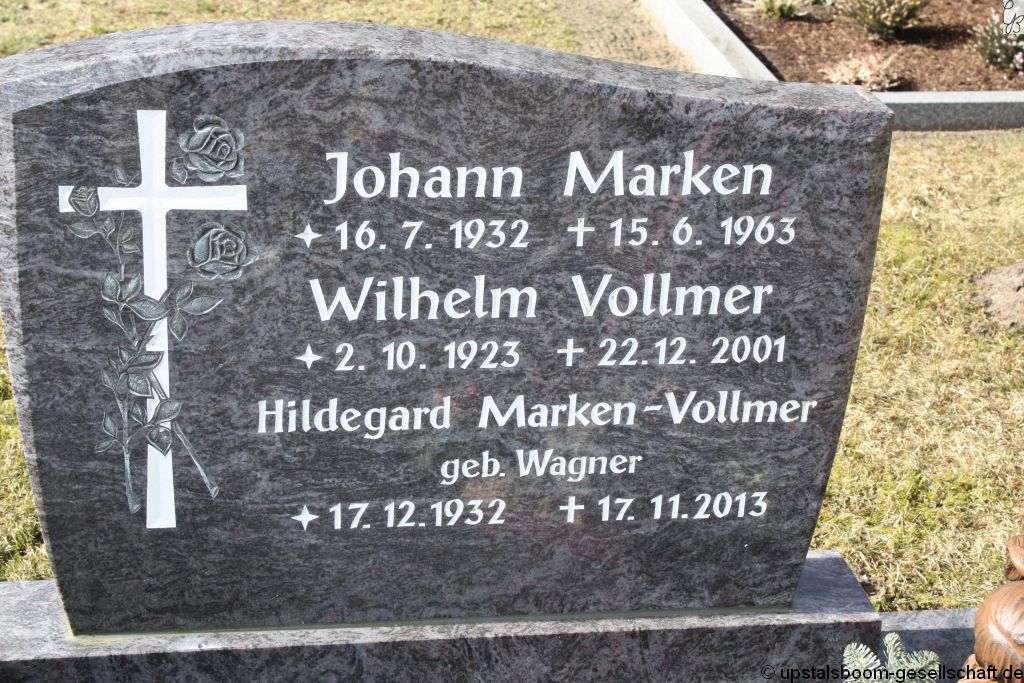 Johann Marken
✦ 16. 7. 1932 ✝ 15. 6. 1963
Wilhelm Vollmer
✦ 2. 10. 1923 ✝ 22. 12. 2001
Hildegard Marken-Vollmer
geb. Wagner
✦ 17. 12. 1932 ✝ 17. 11. 2013
© upstalsboom-gesellschaft.de